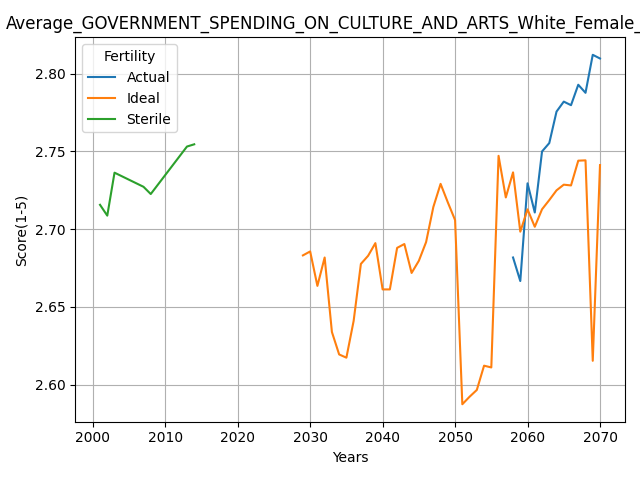 Average_GOVERNMENT_SPENDING_ON_CULTURE_AND_ARTS_White_Female_
Fertility
Actual
Ideal
Sterile
Score(1-5)
2.80
2.75
2.70
2.65
2.60
2000 2010 2020 2030 2040 2050 2060 2070
Years